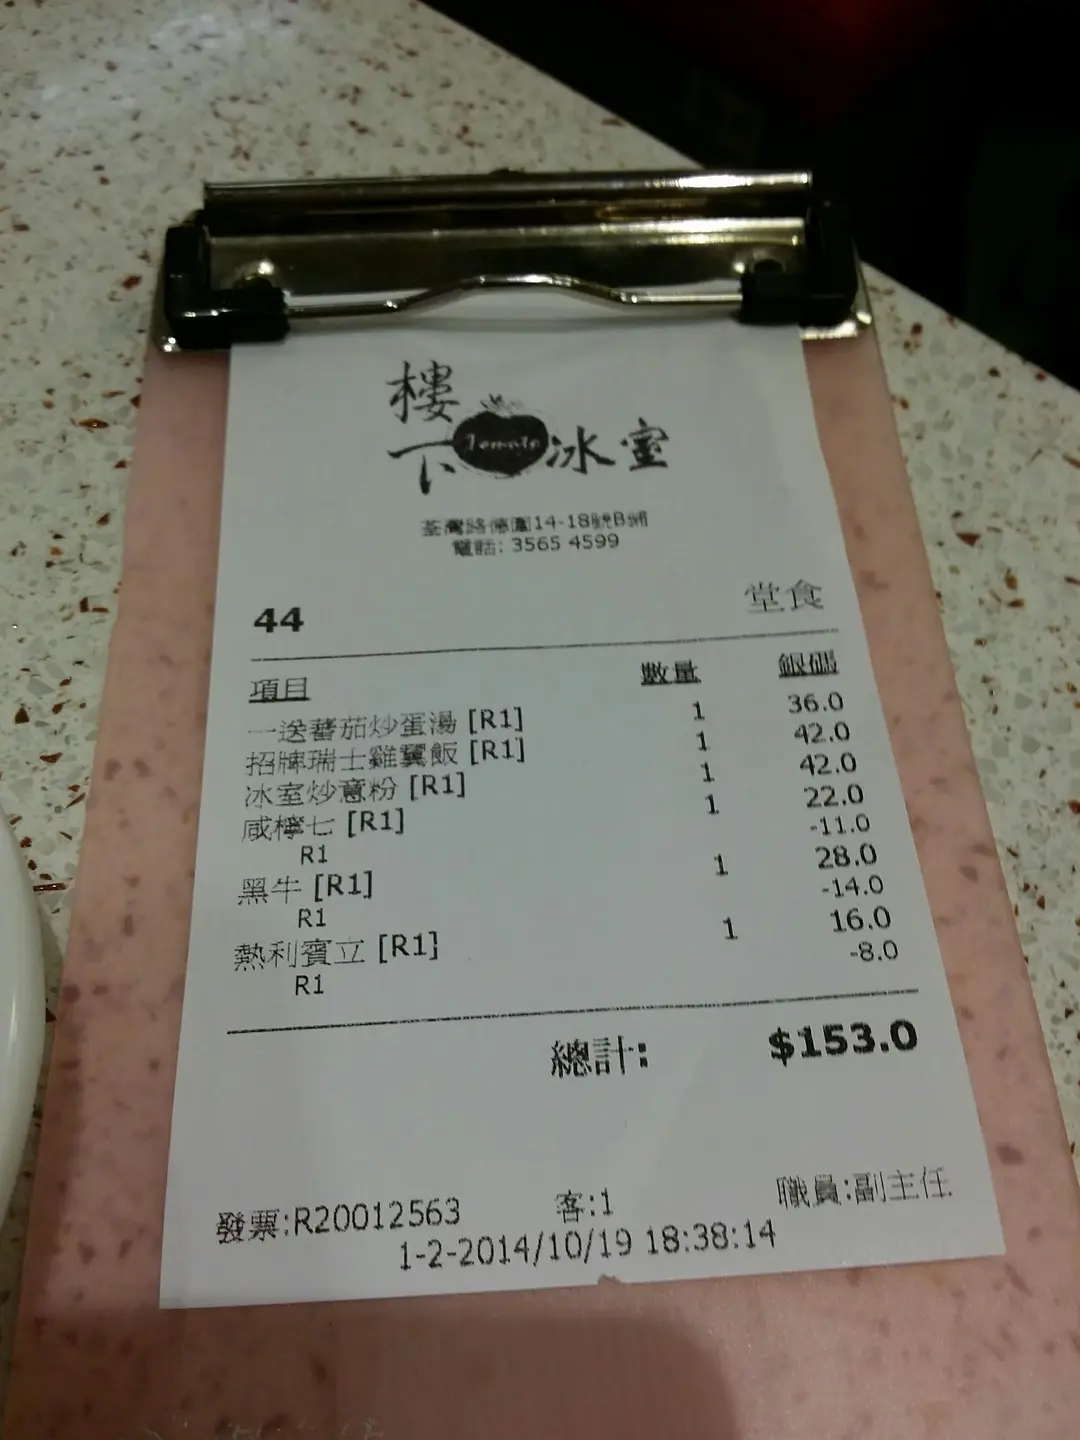 樓下 Tomato 冰室
荃灣路德圍14-18號B鋪
電話: 3565 4599
44 堂食
項目 數量 銀碼
一送蕃茄炒蛋湯 [R1] 1 36.0
招牌瑞士雞翼飯 [R1] 1 42.0
冰室炒意粉 [R1] 1 42.0
咸檸七 [R1] 1 22.0
R1 -11.0
黑牛 [R1] 1 28.0
R1 -14.0
熱利賓立 [R1] 1 16.0
R1 -8.0
總計: $153.0
發票:R20012563 客:1 職員:副主任
1-2-2014/10/19 18:38:14